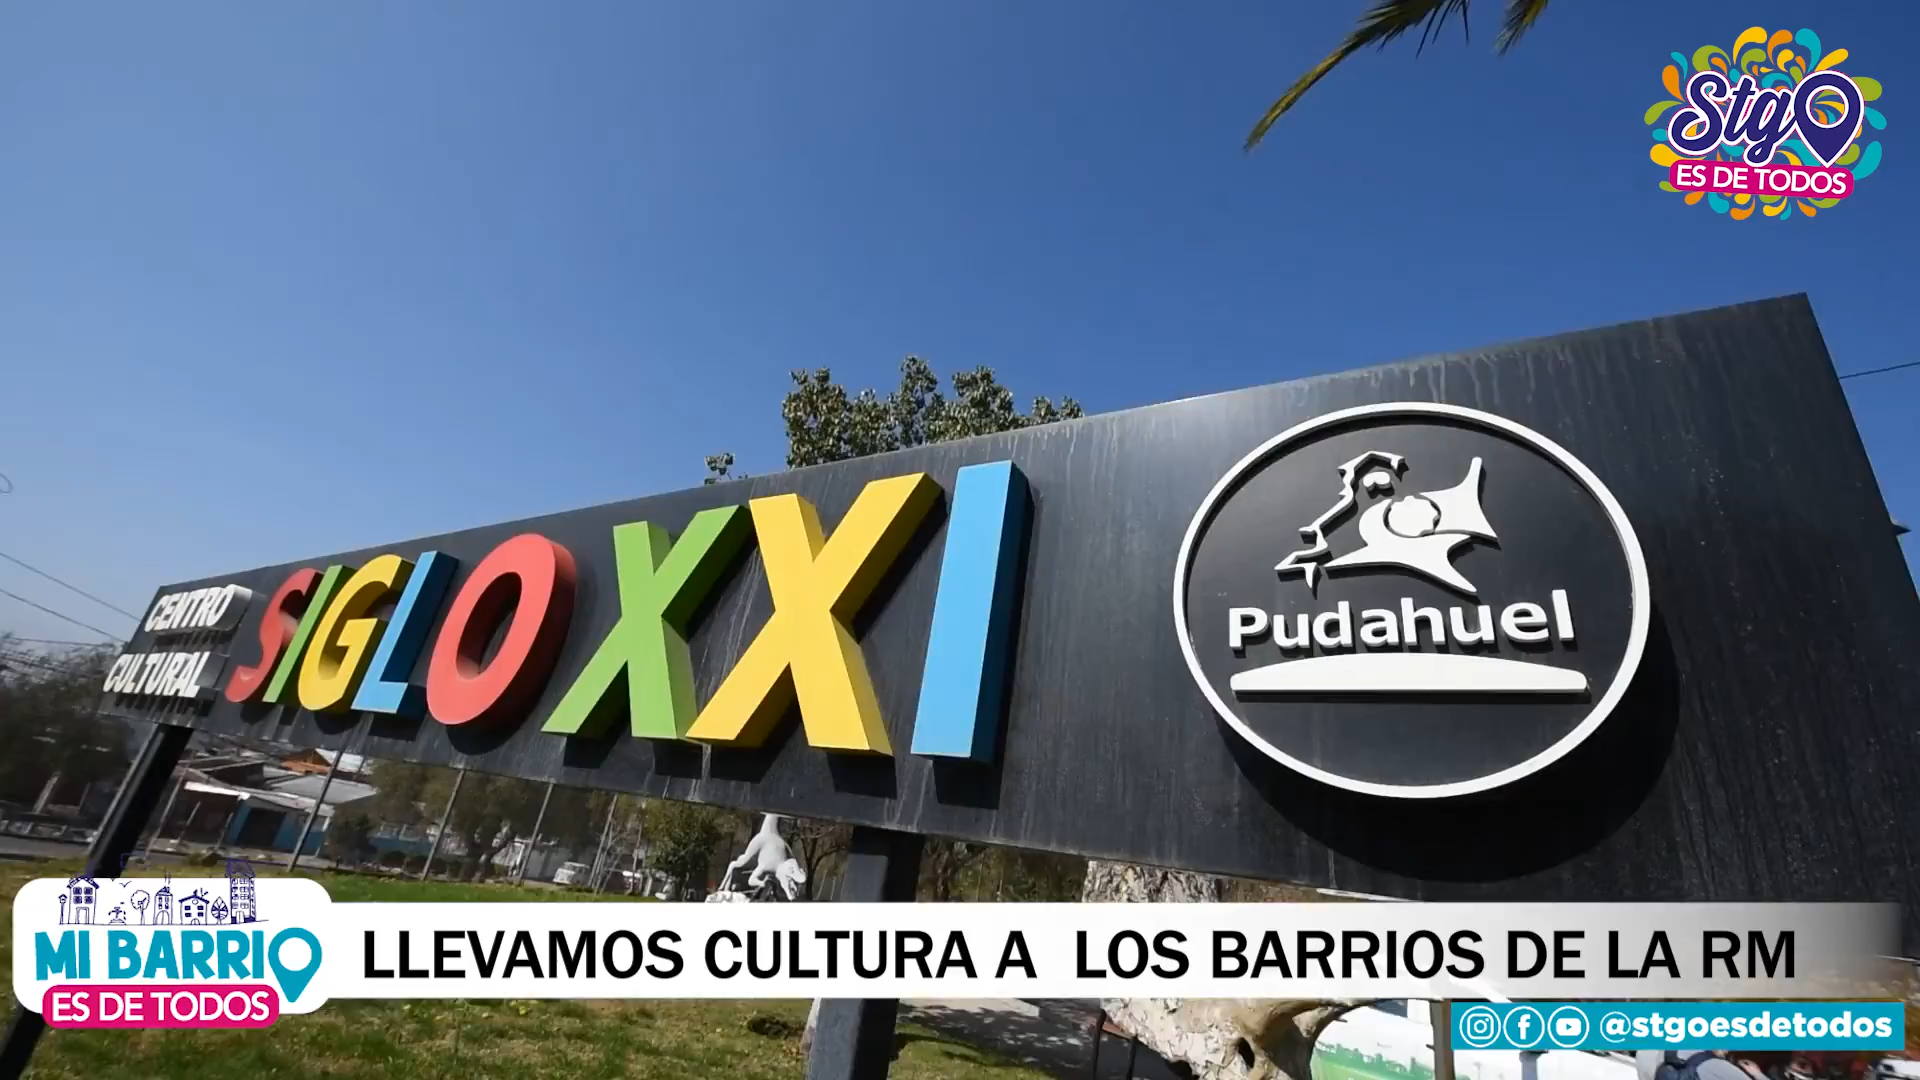 Stgo
ES DE TODOS
CENTRO
CULTURAL
SIGLO XXI
Pudahuel
MI BARRIO
ES DE TODOS
LLEVAMOS CULTURA A LOS BARRIOS DE LA RM
@stgoesdetodos